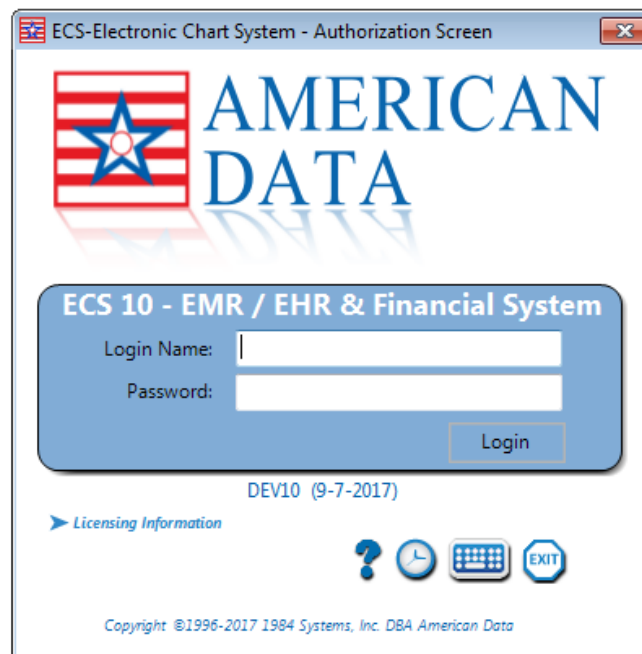 ECS-Electronic Chart System - Authorization Screen
AMERICAN
DATA
ECS 10 - EMR / EHR & Financial System
Login Name:
Password:
Login
DEV10 (9-7-2017)
Licensing Information
?
EXIT
Copyright ©1996-2017 1984 Systems, Inc. DBA American Data